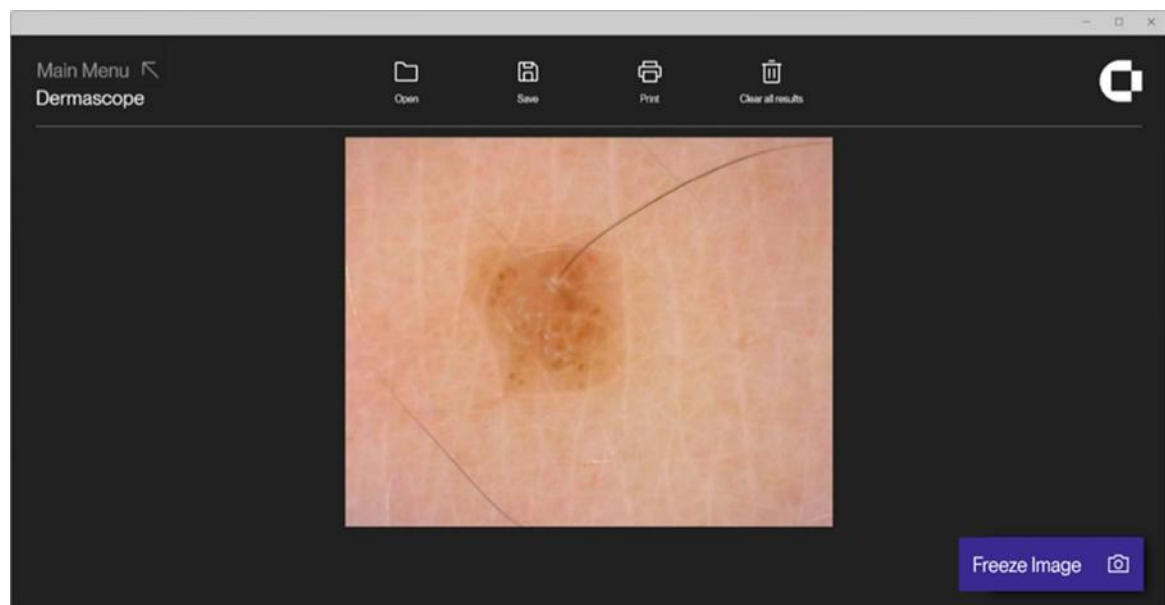 Main Menu
Dermascope
Open
Save
Print
Clear all results
Freeze Image